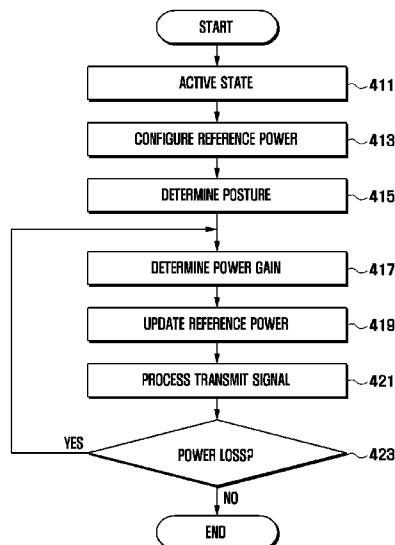 START
ACTIVE STATE
411
CONFIGURE REFERENCE POWER
413
DETERMINE POSTURE
415
DETERMINE POWER GAIN
417
UPDATE REFERENCE POWER
419
PROCESS TRANSMIT SIGNAL
421
YES
POWER LOSS?
423
NO
END